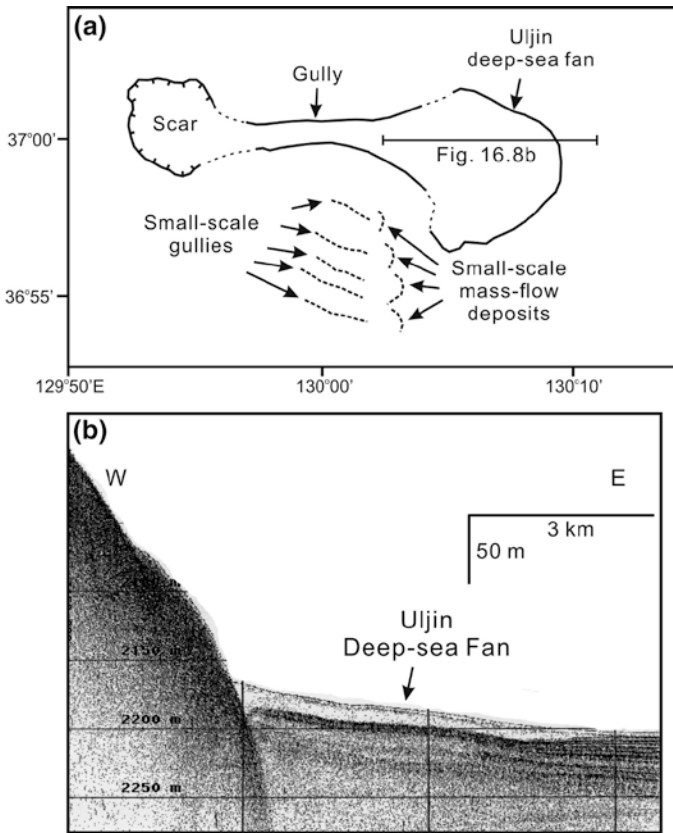 (a)
Uljin
deep-sea fan
Gully
Scar
37°00'
Fig. 16.8b
Small-scale
gullies
Small-scale
mass-flow
deposits
36°55'
129°50'E
130°00'
130°10'
(b)
W
E
3 km
50 m
Uljin
Deep-sea Fan
2150 m
2200 m
2250 m